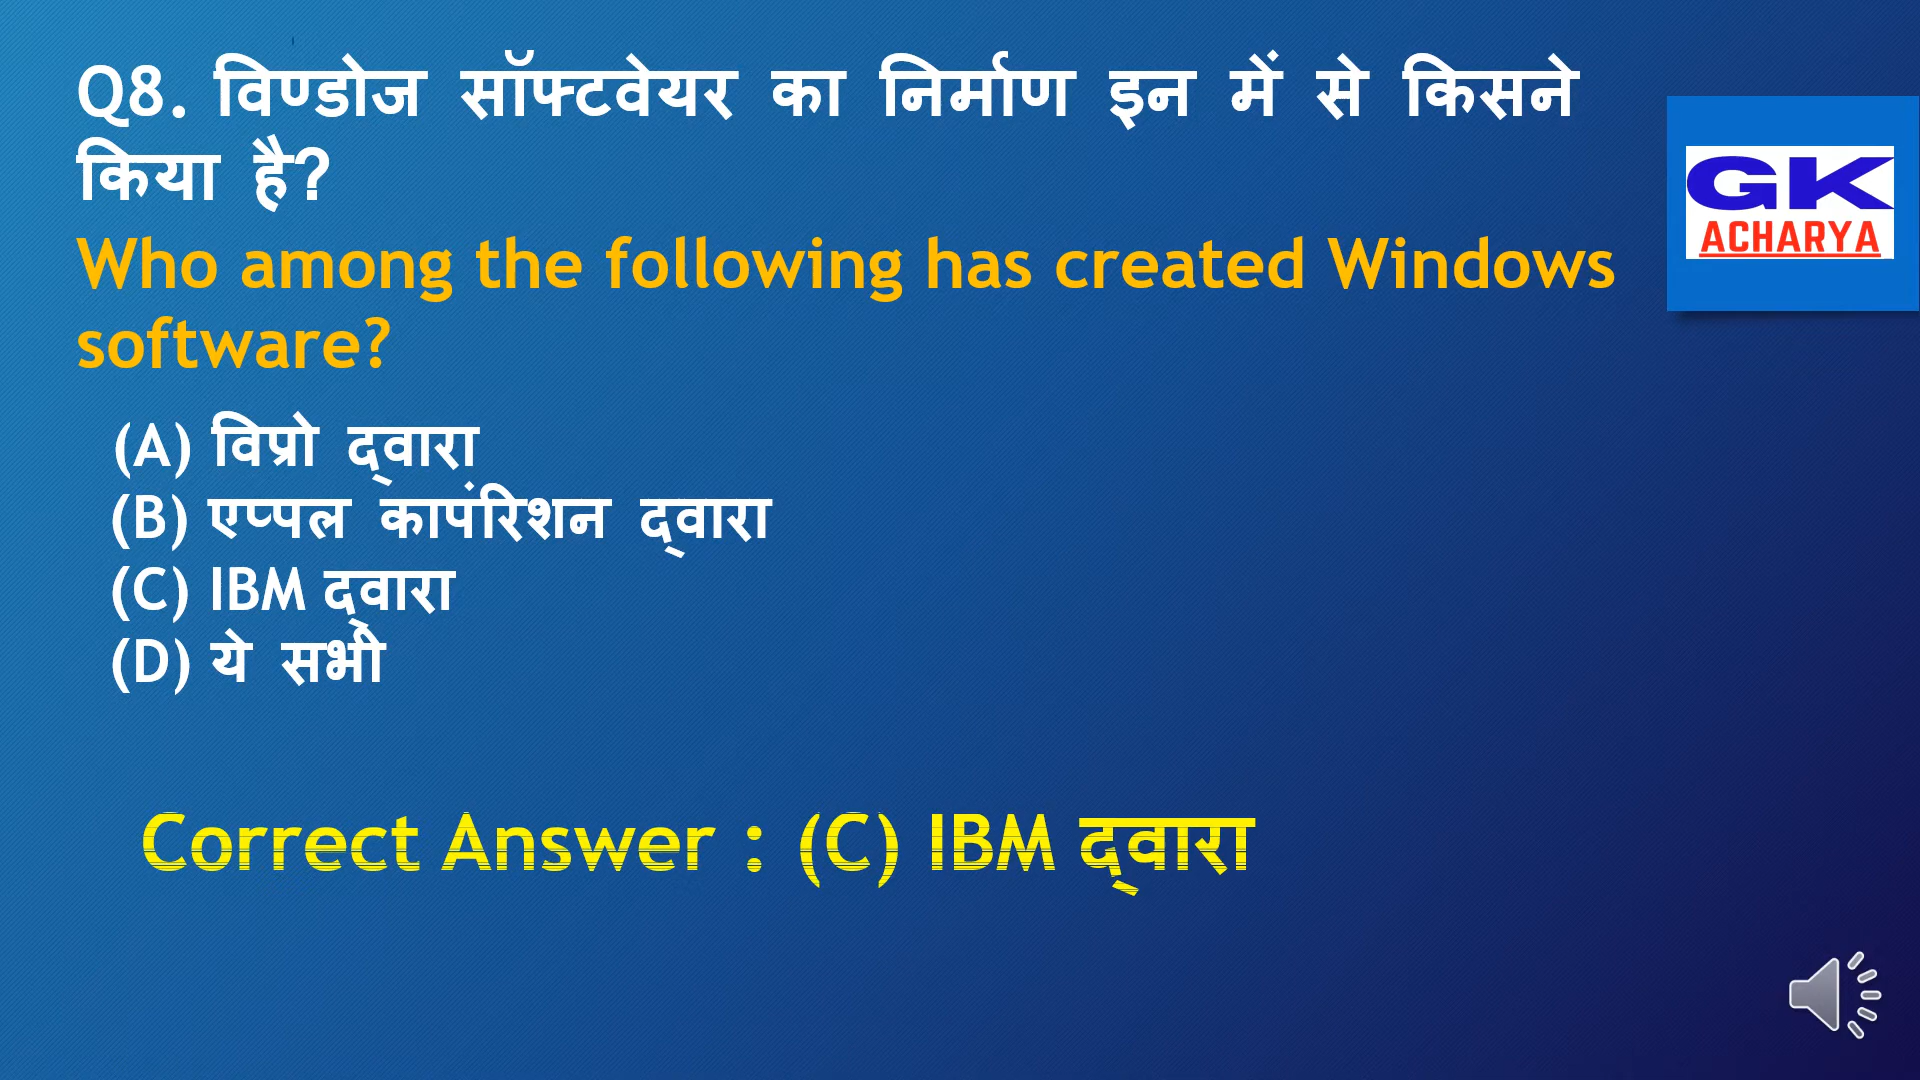 Q8. विण्डोज सॉफ्टवेयर का निर्माण इन में से किसने
किया है?
Who among the following has created Windows
software?
GK
ACHARYA
(A) विप्रो द्वारा
(B) एप्पल कापंरिशन द्वारा
(C) IBM द्वारा
(D) ये सभी
Correct Answer : (C) IBM द्वारा